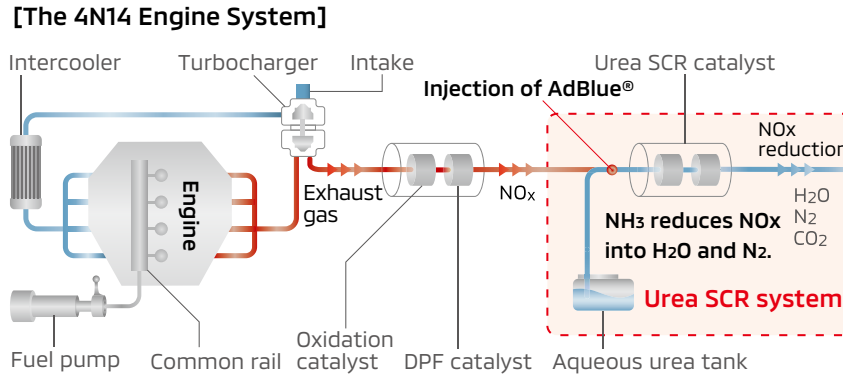 [The 4N14 Engine System]
Intercooler
Turbocharger
Intake
Urea SCR catalyst
Injection of AdBlue®
NOx
reduction
Engine
Exhaust
gas
NOx
H2O
N2
CO2
NH3 reduces NOx
into H2O and N2.
Urea SCR system
Fuel pump
Common rail
Oxidation
catalyst
DPF catalyst
Aqueous urea tank